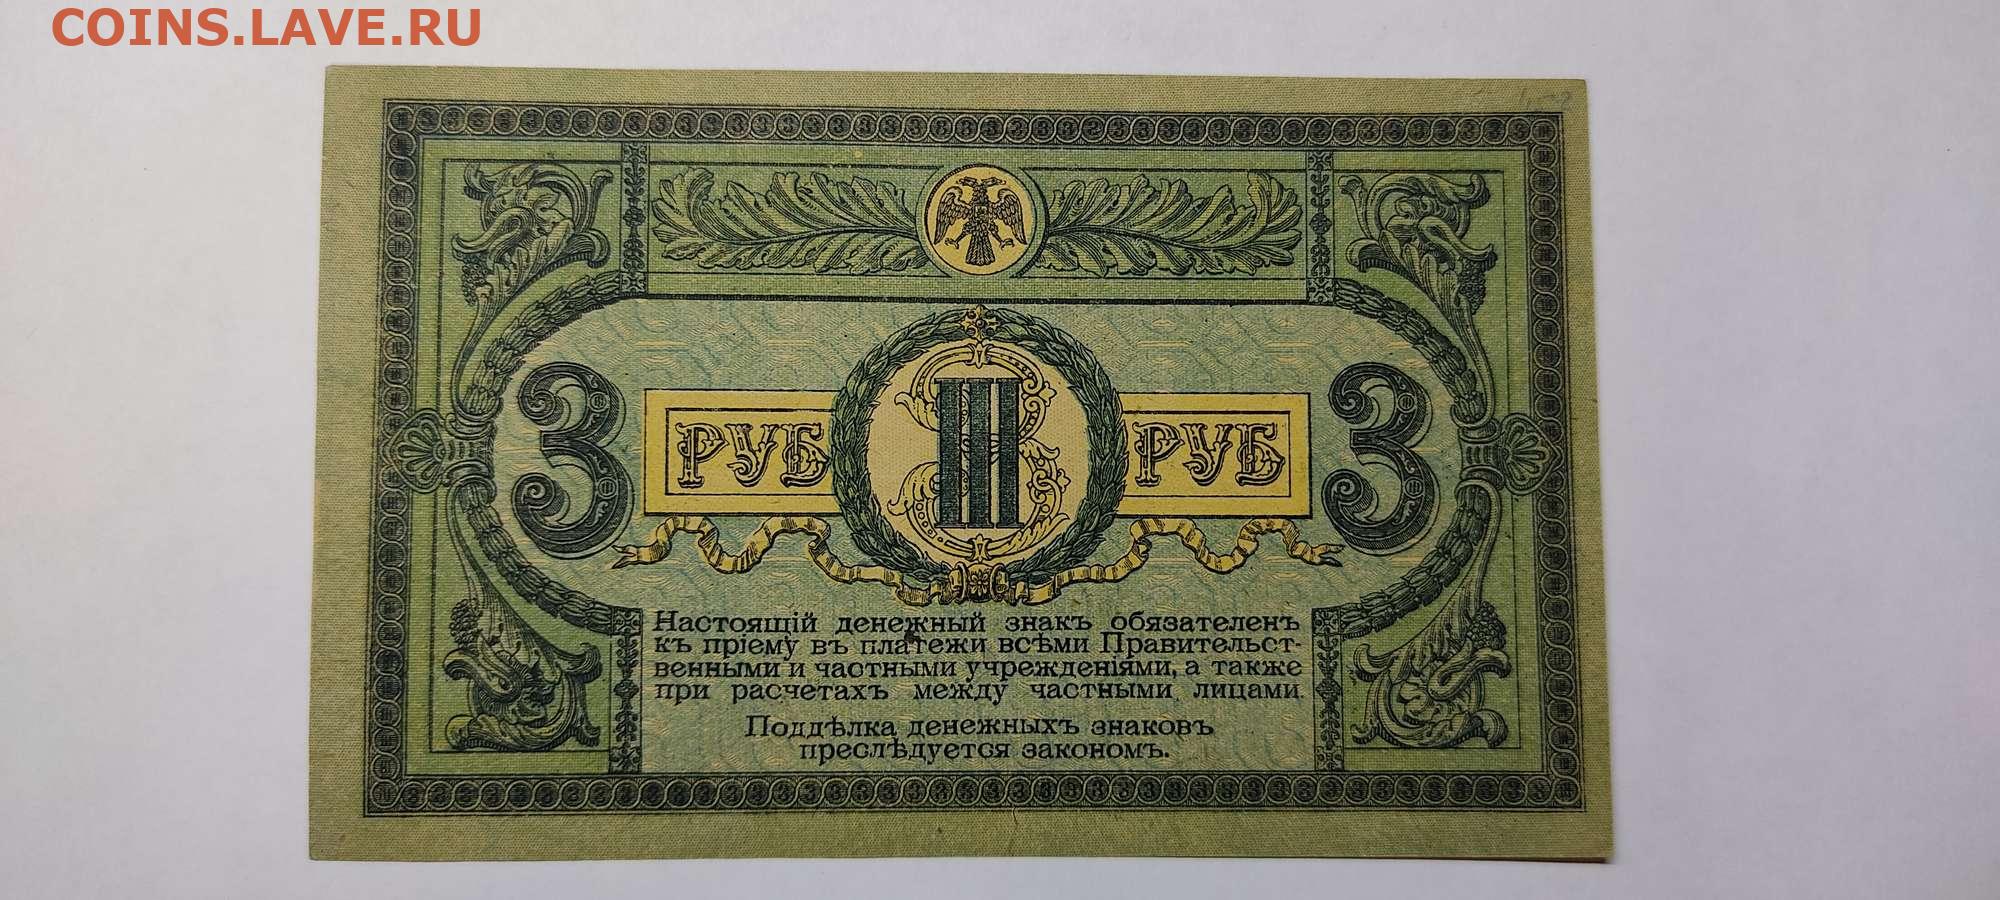 COINS.LAVE.RU
3 РУБ III РУБ 3
Настоящій денежный знакъ обязателенъ
къ пріему въ платежи всѣми Правительст-
венными и частными учрежденіями, а также
при расчетахъ между частными лицами.
Поддѣлка денежныхъ знаковъ
преслѣдуется закономъ.